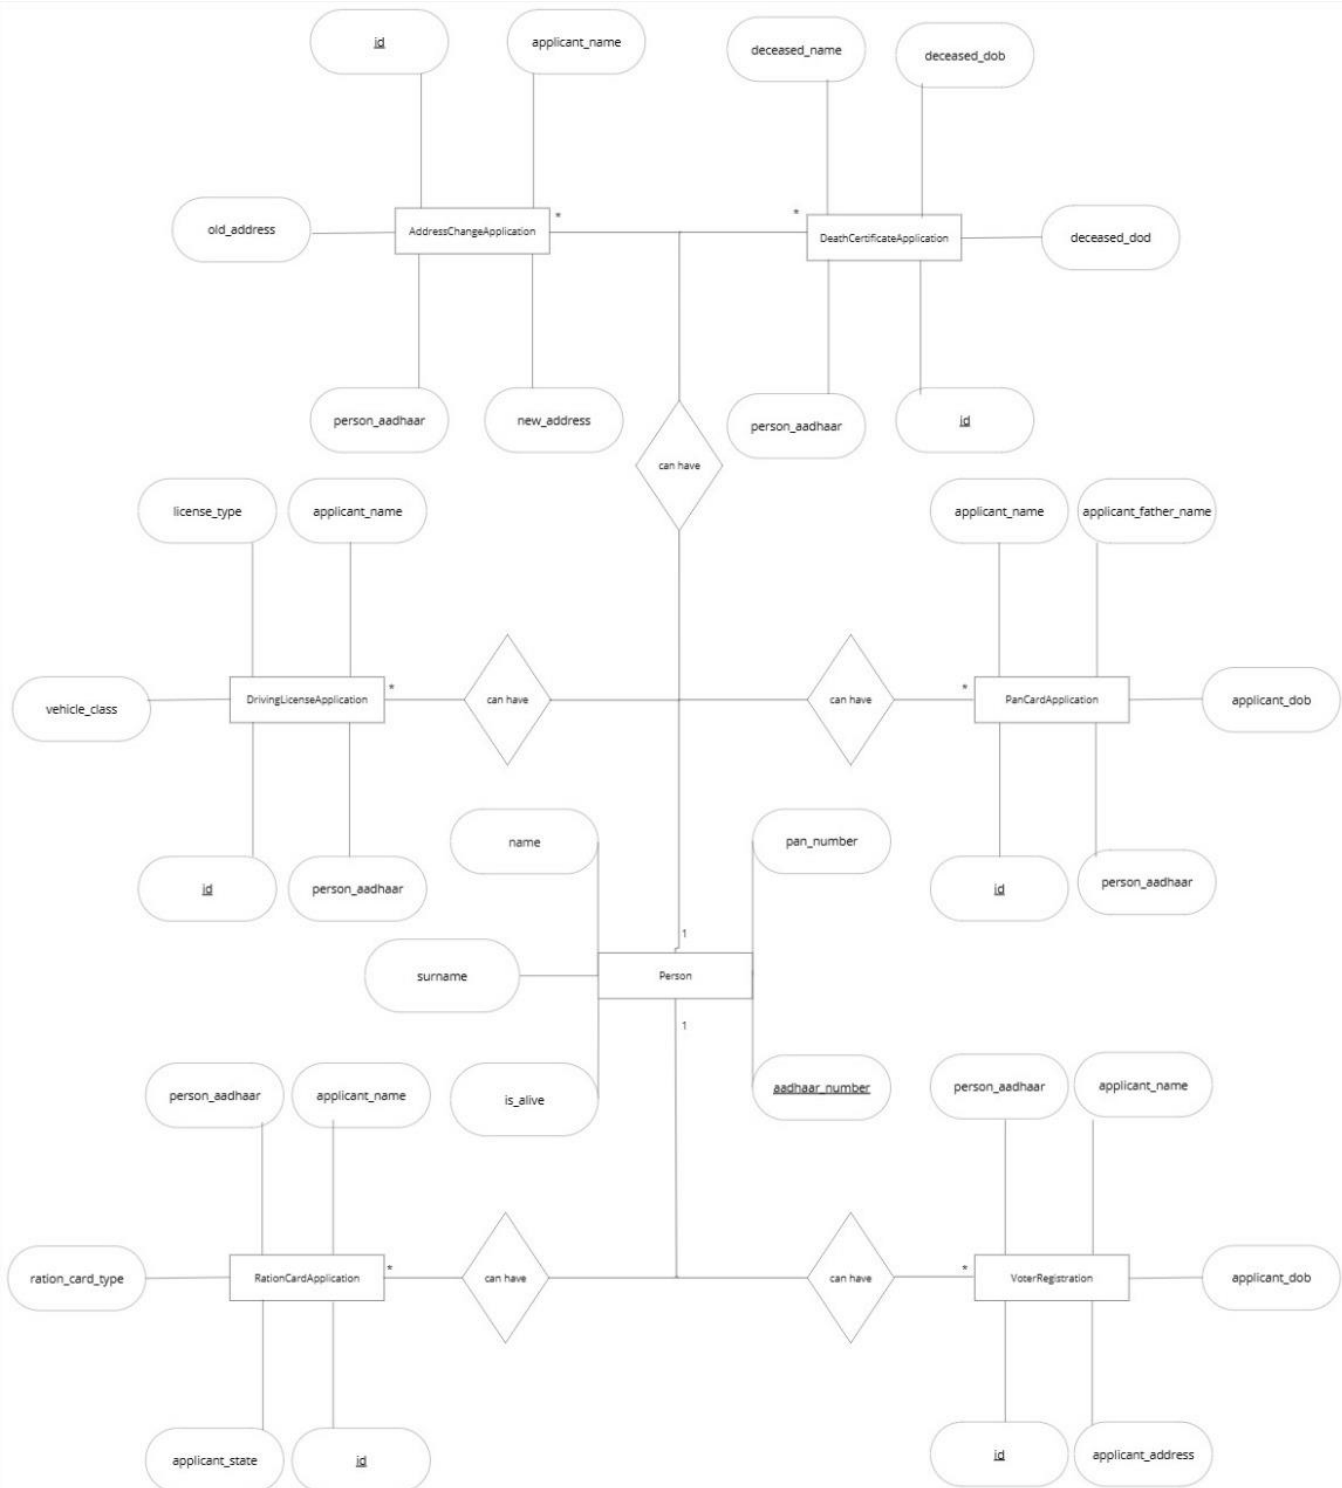 id
applicant_name
deceased_name
deceased_dob
old_address
AddressChangeApplication
*
*
DeathCertificateApplication
deceased_dod
person_aadhaar
new_address
person_aadhaar
id
can have
license_type
applicant_name
applicant_name
applicant_father_name
vehicle_class
DrivingLicenseApplication
*
can have
can have
*
PanCardApplication
applicant_dob
id
person_aadhaar
name
pan_number
id
person_aadhaar
1
surname
Person
1
is_alive
aadhaar_number
person_aadhaar
applicant_name
person_aadhaar
applicant_name
ration_card_type
RationCardApplication
*
can have
can have
*
VoterRegistration
applicant_dob
applicant_state
id
id
applicant_address